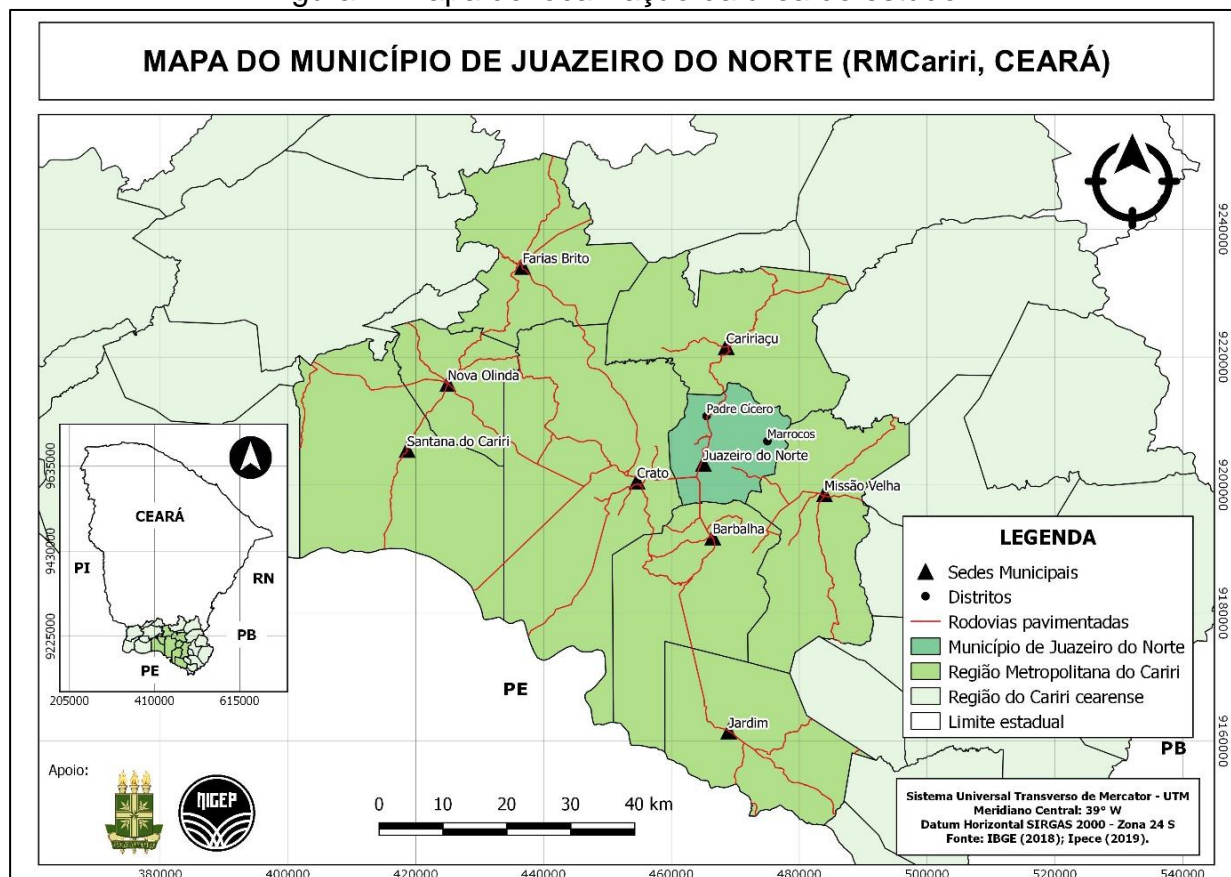 MAPA DO MUNICÍPIO DE JUAZEIRO DO NORTE (RMCariri, CEARÁ)
Farias Brito
Caririaçu
Nova Olinda
Padre Cícero
Marrocos
Santana do Cariri
Juazeiro do Norte
Crato
Missão Velha
Barbalha
Jardim
PE
PB
9240000
9220000
9200000
9180000
9160000
CEARÁ
PI
RN
PB
PE
9635000
9430000
9225000
205000
410000
615000
LEGENDA
Sedes Municipais
Distritos
Rodovias pavimentadas
Município de Juazeiro do Norte
Região Metropolitana do Cariri
Região do Cariri cearense
Limite estadual
Apoio:
NIGEP
0 10 20 30 40 km
Sistema Universal Transverso de Mercator - UTM
Meridiano Central: 39° W
Datum Horizontal SIRGAS 2000 - Zona 24 S
Fonte: IBGE (2018); Ipece (2019).
380000 400000 420000 440000 460000 480000 500000 520000 540000